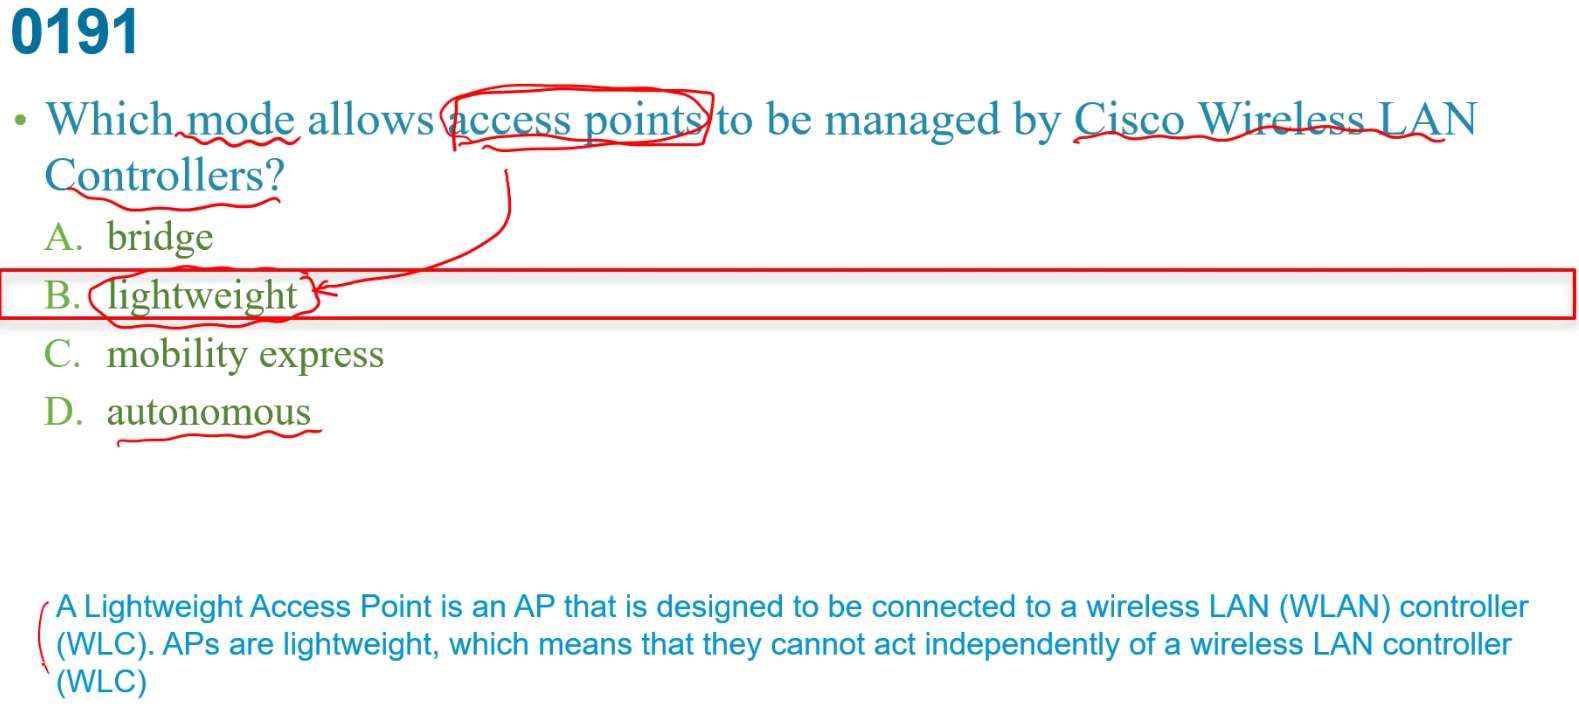 0191
• Which mode allows access points to be managed by Cisco Wireless LAN
Controllers?
A. bridge
B. lightweight
C. mobility express
D. autonomous
A Lightweight Access Point is an AP that is designed to be connected to a wireless LAN (WLAN) controller
(WLC). APs are lightweight, which means that they cannot act independently of a wireless LAN controller
(WLC)